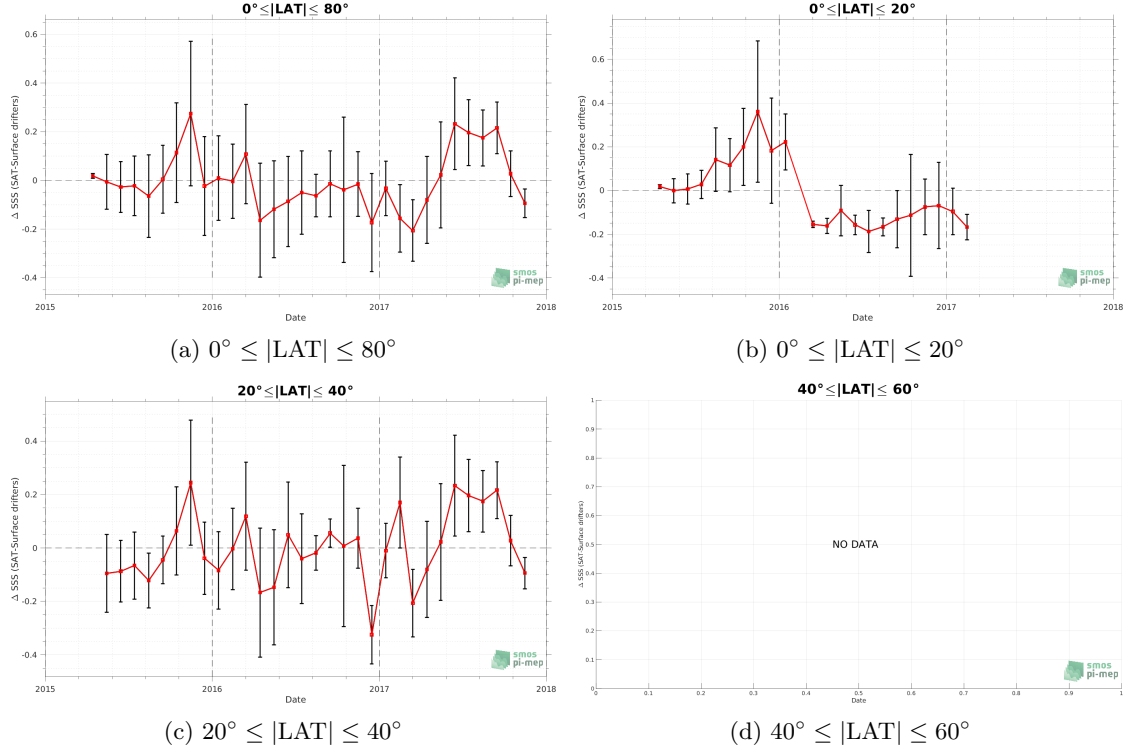 0°≤|LAT|≤ 80°
0.6
0.4
0.2
0
-0.2
-0.4
Δ SSS (SAT-Surface drifters)
2015
2016
2017
2018
Date
smos
pi-mep
(a) 0° ≤ |LAT| ≤ 80°
0°≤|LAT|≤ 20°
0.6
0.4
0.2
0
-0.2
-0.4
Δ SSS (SAT-Surface drifters)
2015
2016
2017
2018
Date
smos
pi-mep
(b) 0° ≤ |LAT| ≤ 20°
20°≤|LAT|≤ 40°
0.4
0.2
0
-0.2
-0.4
Δ SSS (SAT-Surface drifters)
2015
2016
2017
2018
Date
smos
pi-mep
(c) 20° ≤ |LAT| ≤ 40°
40°≤|LAT|≤ 60°
1
0.9
0.8
0.7
0.6
0.5
0.4
0.3
0.2
0.1
0
Δ SSS (SAT-Surface drifters)
NO DATA
0
0.1
0.2
0.3
0.4
0.5
0.6
0.7
0.8
0.9
1
Date
smos
pi-mep
(d) 40° ≤ |LAT| ≤ 60°